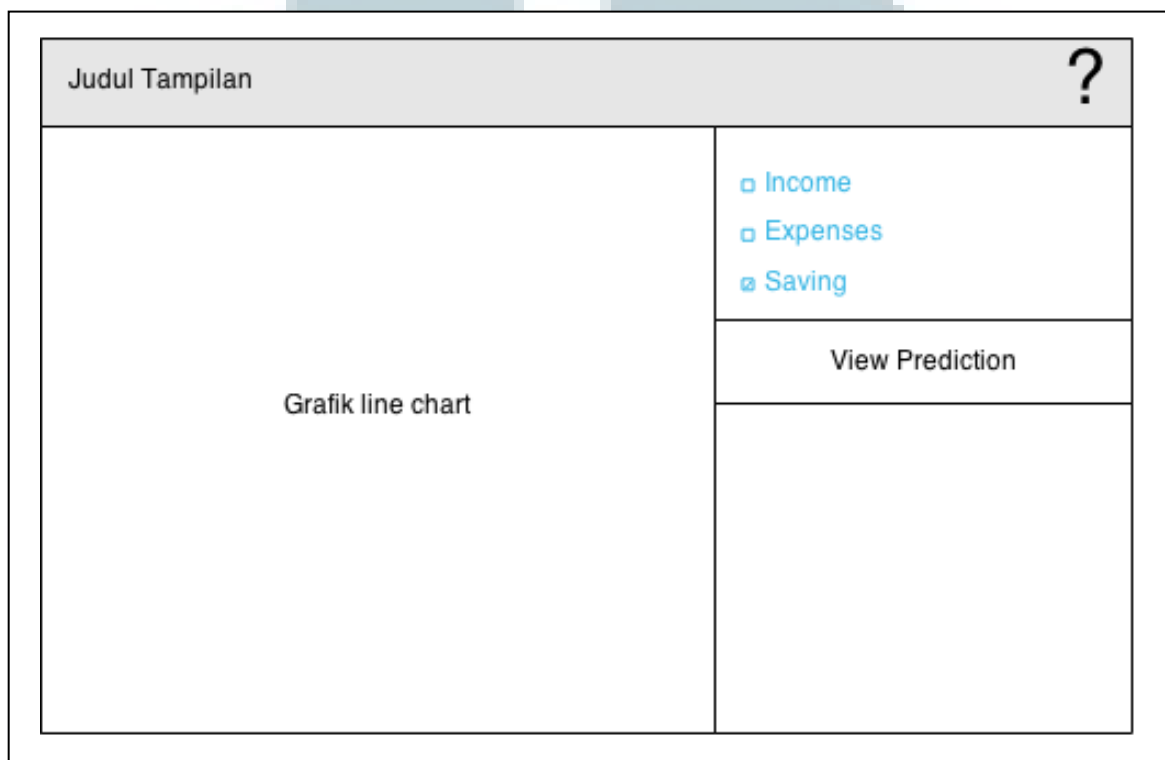 Judul Tampilan
?
Income
Expenses
Saving
View Prediction
Grafik line chart